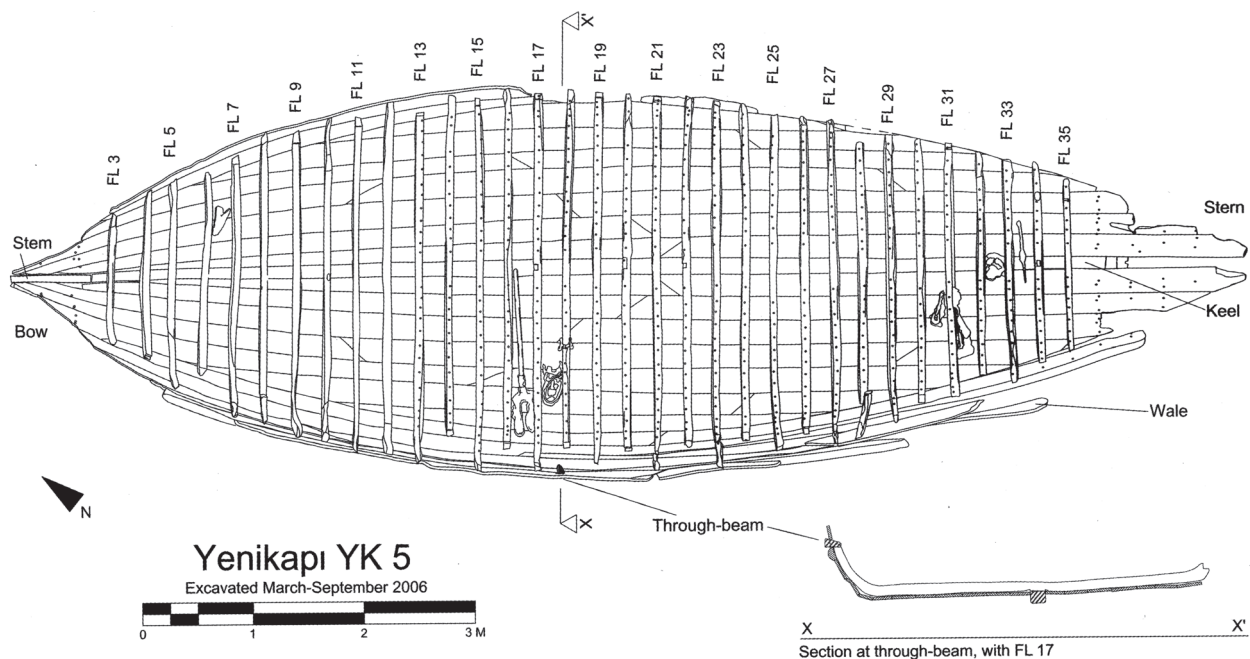 X'
FL 3
FL 5
FL 7
FL 9
FL 11
FL 13
FL 15
FL 17
FL 19
FL 21
FL 23
FL 25
FL 27
FL 29
FL 31
FL 33
FL 35
Stern
Stem
Bow
Keel
Wale
N
X
Through-beam
Yenikapı YK 5
Excavated March-September 2006
0 1 2 3 M
X X'
Section at through-beam, with FL 17